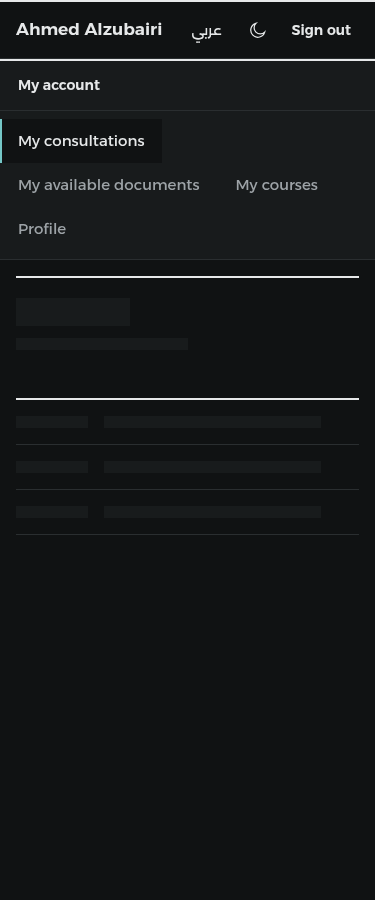 Ahmed Alzubairi عربي Sign out
My account
My consultations
My available documents My courses
Profile